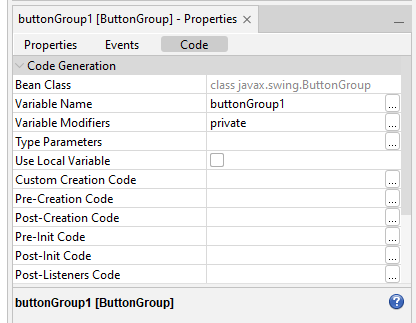 buttonGroup1 [ButtonGroup] - Properties
Properties Events Code
Code Generation
Bean Class class javax.swing.ButtonGroup
Variable Name buttonGroup1 ...
Variable Modifiers private ...
Type Parameters ...
Use Local Variable
Custom Creation Code ...
Pre-Creation Code ...
Post-Creation Code ...
Pre-Init Code ...
Post-Init Code ...
Post-Listeners Code ...
buttonGroup1 [ButtonGroup] ?